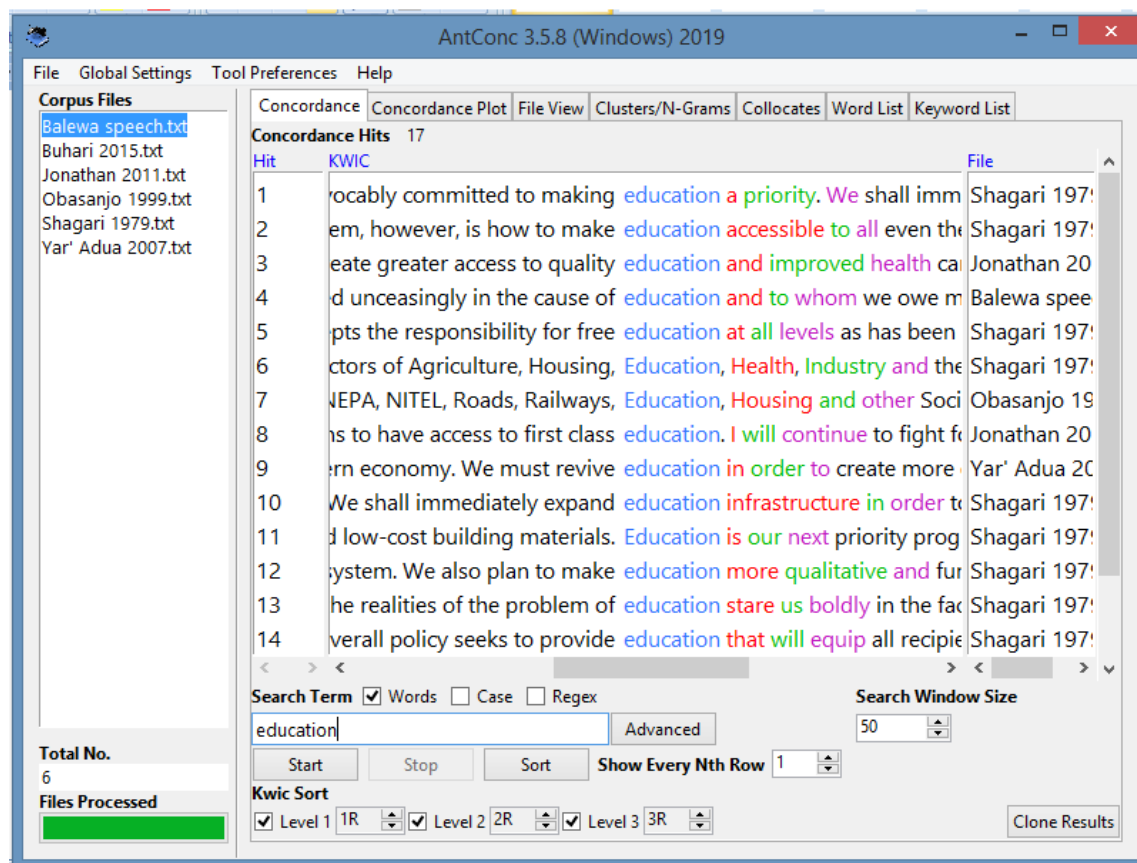 AntConc 3.5.8 (Windows) 2019
File Global Settings Tool Preferences Help
Corpus Files
Balewa speech.txt
Buhari 2015.txt
Jonathan 2011.txt
Obasanjo 1999.txt
Shagari 1979.txt
Yar' Adua 2007.txt
Total No.
6
Files Processed
Concordance Concordance Plot File View Clusters/N-Grams Collocates Word List Keyword List
Concordance Hits 17
Hit KWIC File
1 vocably committed to making education a priority. We shall imm Shagari 197
2 em, however, is how to make education accessible to all even the Shagari 197
3 eate greater access to quality education and improved health ca Jonathan 20
4 d unceasingly in the cause of education and to whom we owe m Balewa spee
5 pts the responsibility for free education at all levels as has been Shagari 197
6 ctors of Agriculture, Housing, Education, Health, Industry and the Shagari 197
7 NEPA, NITEL, Roads, Railways, Education, Housing and other Soci Obasanjo 19
8 ns to have access to first class education. I will continue to fight fo Jonathan 20
9 ern economy. We must revive education in order to create more Yar' Adua 20
10 We shall immediately expand education infrastructure in order to Shagari 197
11 d low-cost building materials. Education is our next priority prog Shagari 197
12 system. We also plan to make education more qualitative and fur Shagari 197
13 he realities of the problem of education stare us boldly in the fac Shagari 197
14 verall policy seeks to provide education that will equip all recipie Shagari 197
Search Term Words Case Regex Search Window Size
education Advanced 50
Start Stop Sort Show Every Nth Row 1
Kwic Sort
Level 1 1R Level 2 2R Level 3 3R Clone Results